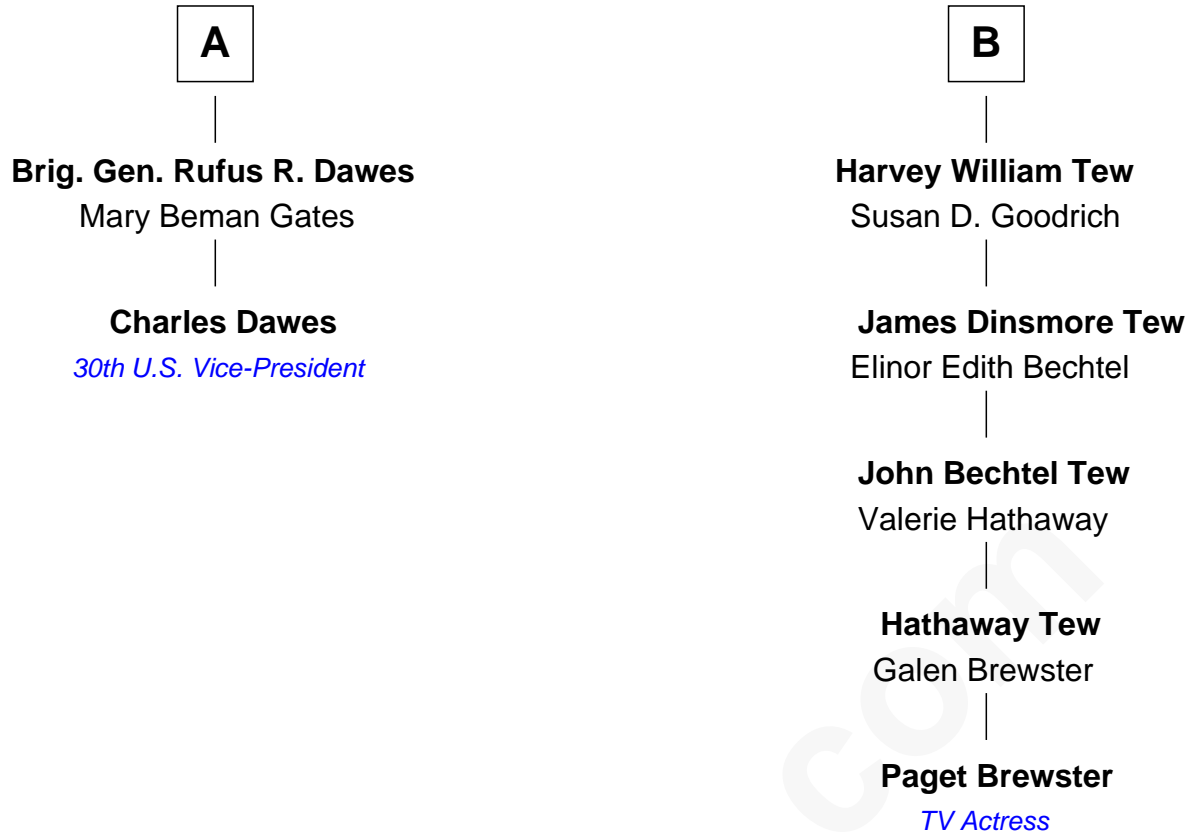 A
Brig. Gen. Rufus R. Dawes
Mary Beman Gates
Charles Dawes
30th U.S. Vice-President
B
Harvey William Tew
Susan D. Goodrich
James Dinsmore Tew
Elinor Edith Bechtel
John Bechtel Tew
Valerie Hathaway
Hathaway Tew
Galen Brewster
Paget Brewster
TV Actress
com